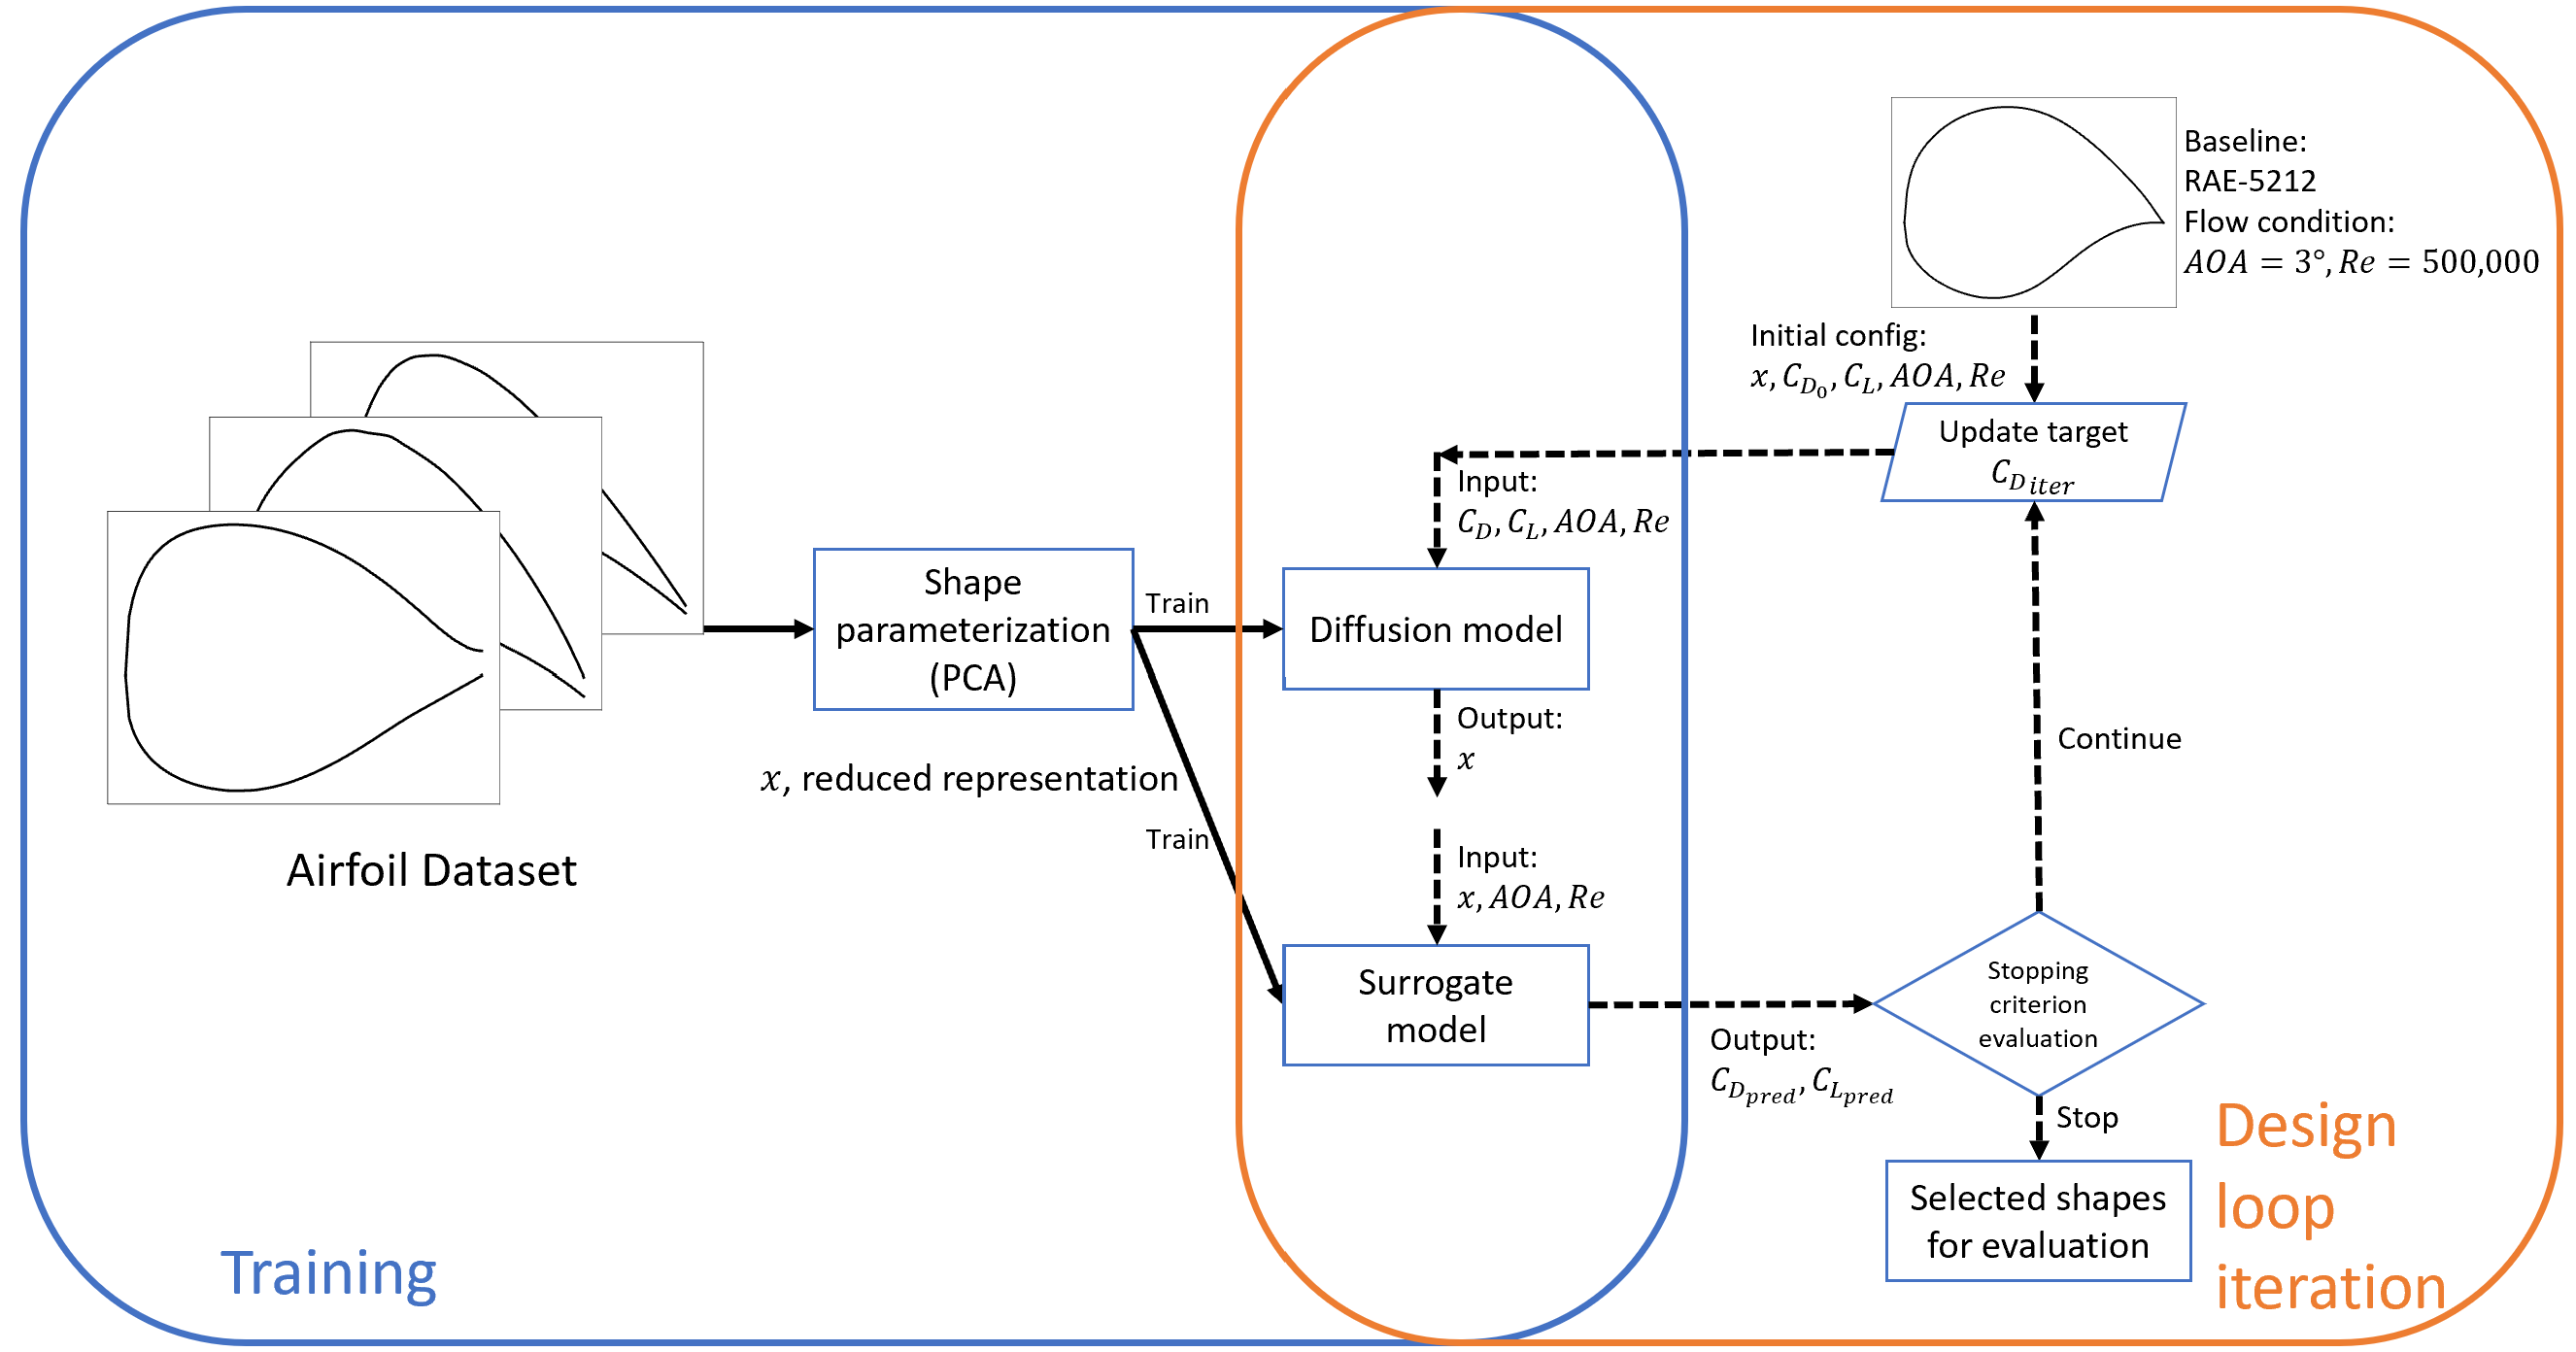 Airfoil Dataset
Training
Shape
parameterization
(PCA)
x, reduced representation
Train
Train
Input:
C_D, C_L, AOA, Re
Diffusion model
Output:
x
Input:
x, AOA, Re
Surrogate
model
Output:
C_{D_{pred}}, C_{L_{pred}}
Baseline:
RAE-5212
Flow condition:
AOA = 3°, Re = 500,000
Initial config:
x, C_{D_0}, C_L, AOA, Re
Update target
C_{D_{iter}}
Continue
Stopping
criterion
evaluation
Stop
Selected shapes
for evaluation
Design
loop
iteration